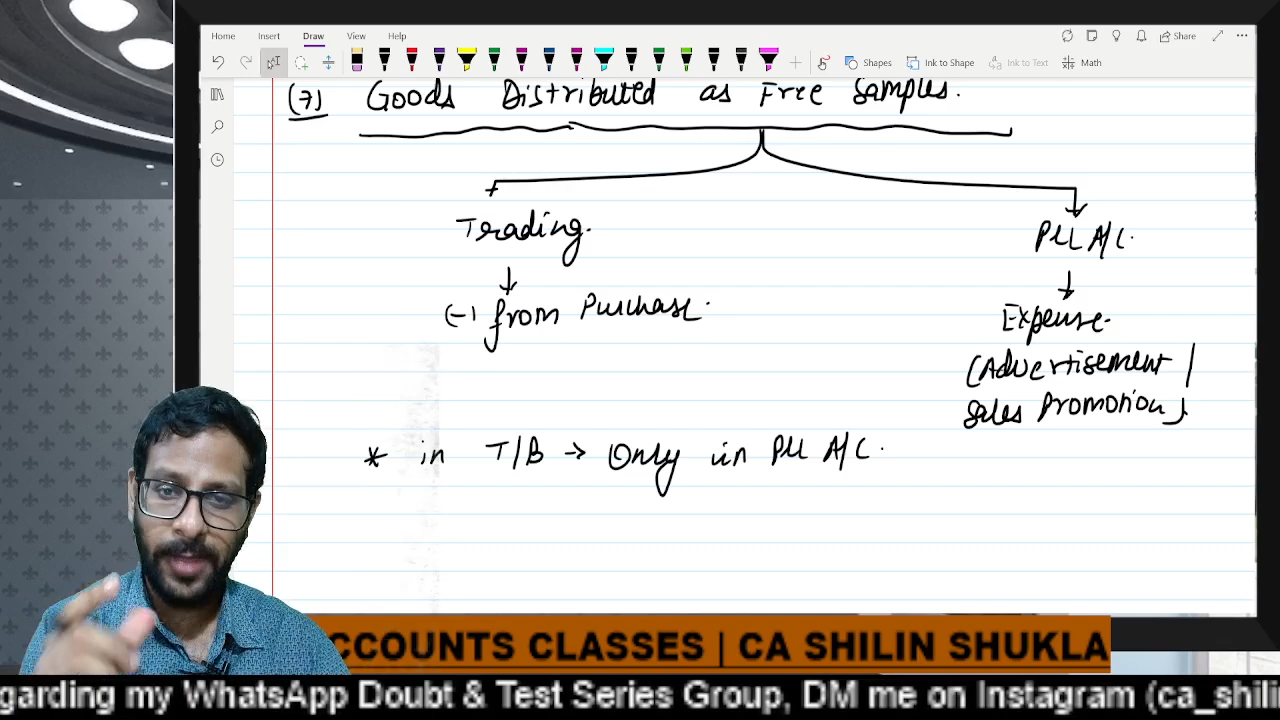 Home Insert Draw View Help
Share
Shapes Ink to Shape Ink to Text Math
(7) Goods Distributed as Free Samples.
Trading.
P&L A/C.
(-) from Purchase.
Expense.
(Advertisement /
Sales Promotion)
* in T/B → Only in P&L A/C.
CCOUNTS CLASSES | CA SHILIN SHUKLA
garding my WhatsApp Doubt & Test Series Group, DM me on Instagram (ca_shili